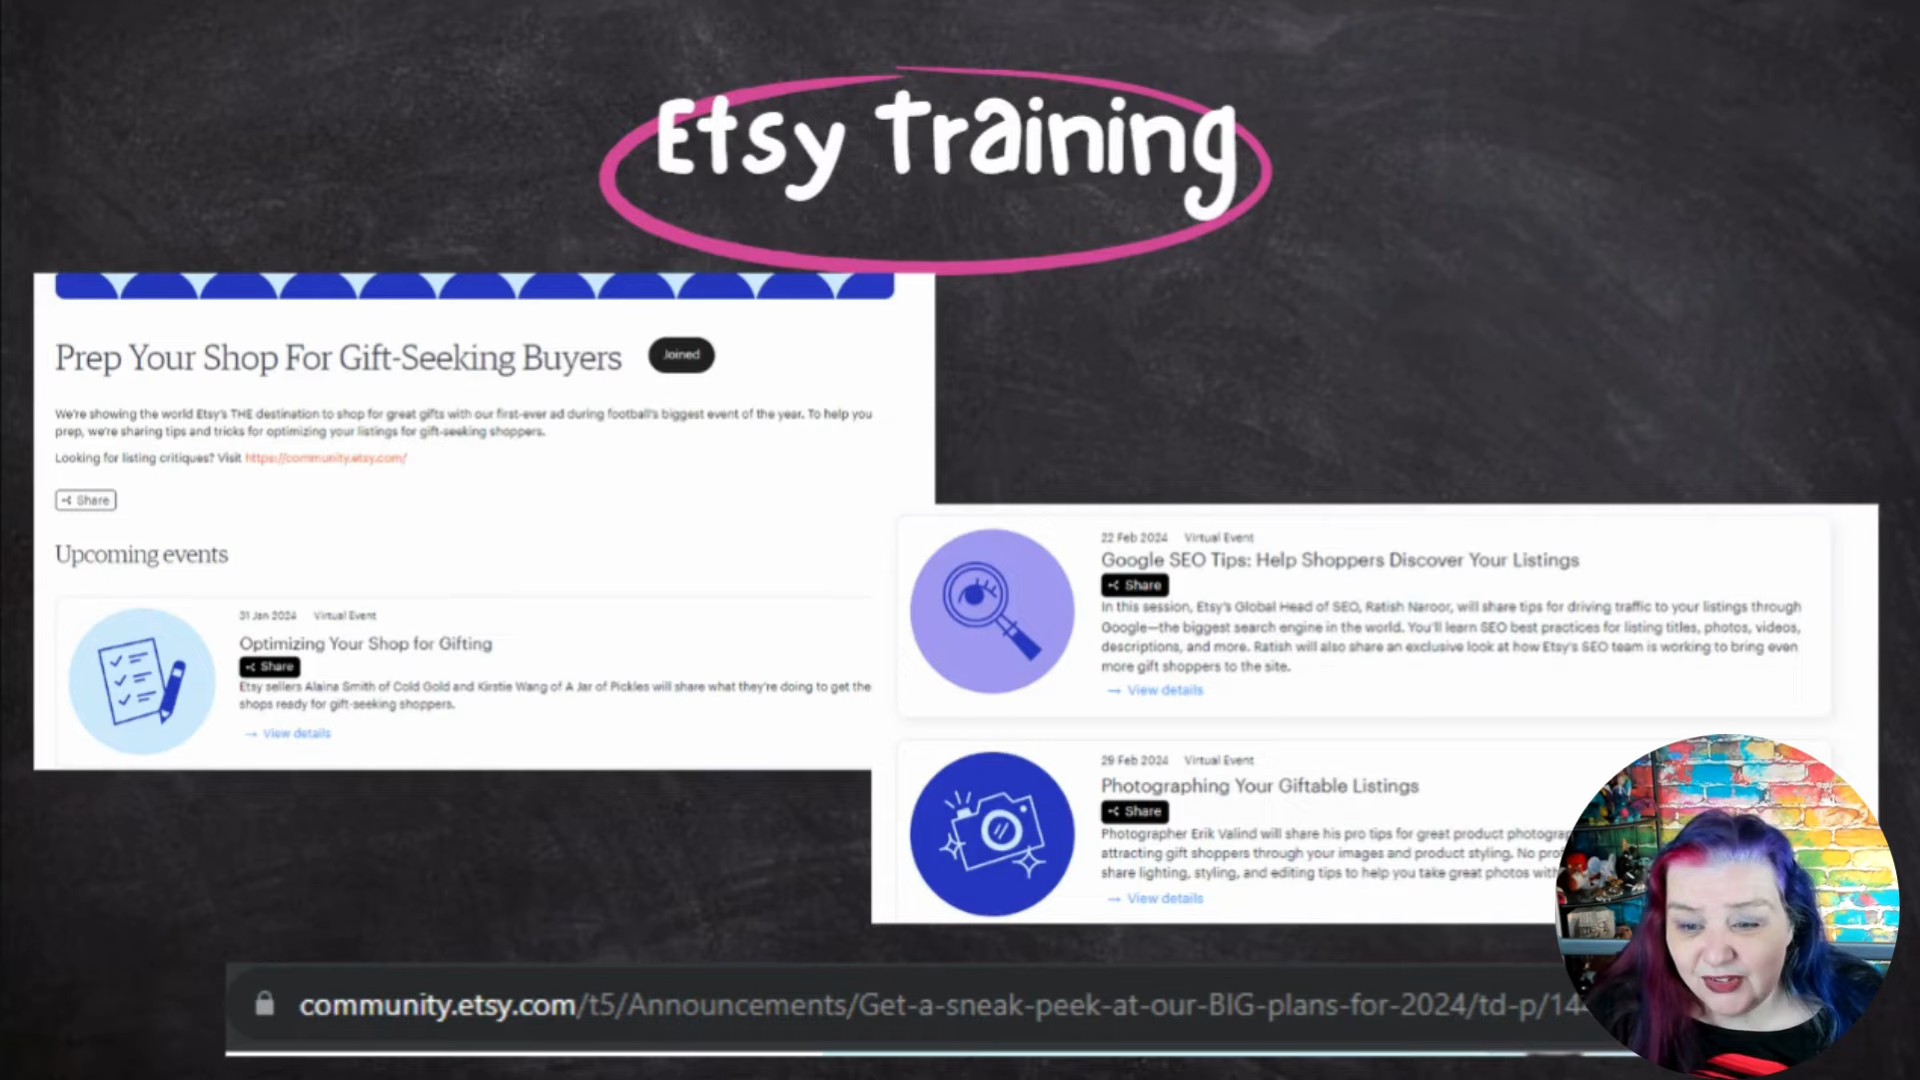 Etsy Training
Prep Your Shop For Gift-Seeking Buyers
Joined
We're showing the world Etsy's THE destination to shop for great gifts with our first-ever ad during football's biggest event of the year. To help you
prep, we're sharing tips and tricks for optimizing your listings for gift-seeking shoppers.
Looking for listing critiques? Visit https://community.etsy.com/
Share
Upcoming events
31 Jan 2024 Virtual Event
Optimizing Your Shop for Gifting
Share
Etsy sellers Alaina Smith of Cold Gold and Kirstie Wang of A Jar of Pickles will share what they're doing to get the
shops ready for gift-seeking shoppers.
→ View details
22 Feb 2024 Virtual Event
Google SEO Tips: Help Shoppers Discover Your Listings
Share
In this session, Etsy's Global Head of SEO, Ratish Naroor, will share tips for driving traffic to your listings through
Google—the biggest search engine in the world. You'll learn SEO best practices for listing titles, photos, videos,
descriptions, and more. Ratish will also share an exclusive look at how Etsy's SEO team is working to bring even
more gift shoppers to the site.
→ View details
29 Feb 2024 Virtual Event
Photographing Your Giftable Listings
Share
Photographer Erik Valind will share his pro tips for great product
attracting gift shoppers through your images and product styling. No
share lighting, styling, and editing tips to help you take great photos
→ View details
community.etsy.com/t5/Announcements/Get-a-sneak-peek-at-our-BIG-plans-for-2024/td-p/14